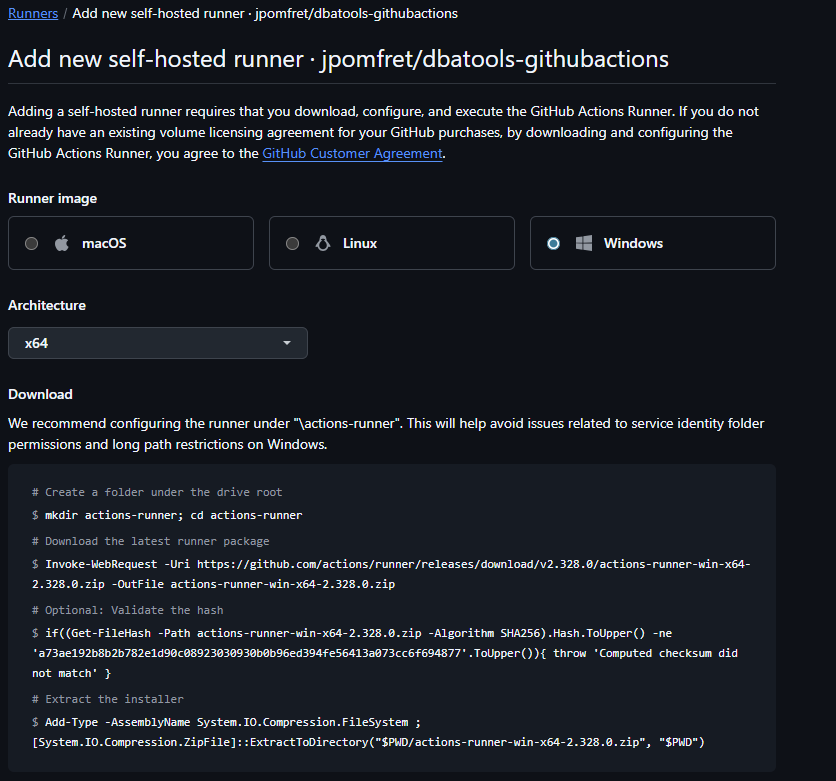 Runners / Add new self-hosted runner · jpomfret/dbatools-githubactions
Add new self-hosted runner · jpomfret/dbatools-githubactions
Adding a self-hosted runner requires that you download, configure, and execute the GitHub Actions Runner. If you do not
already have an existing volume licensing agreement for your GitHub purchases, by downloading and configuring the
GitHub Actions Runner, you agree to the GitHub Customer Agreement.
Runner image
macOS
Linux
Windows
Architecture
x64
Download
We recommend configuring the runner under "\actions-runner". This will help avoid issues related to service identity folder
permissions and long path restrictions on Windows.
# Create a folder under the drive root
$ mkdir actions-runner; cd actions-runner
# Download the latest runner package
$ Invoke-WebRequest -Uri https://github.com/actions/runner/releases/download/v2.328.0/actions-runner-win-x64-
2.328.0.zip -OutFile actions-runner-win-x64-2.328.0.zip
# Optional: Validate the hash
$ if((Get-FileHash -Path actions-runner-win-x64-2.328.0.zip -Algorithm SHA256).Hash.ToUpper() -ne
'a73ae192b8b2b782e1d90c08923030930b0b96ed394fe56413a073cc6f694877'.ToUpper()){ throw 'Computed checksum did
not match' }
# Extract the installer
$ Add-Type -AssemblyName System.IO.Compression.FileSystem ;
[System.IO.Compression.ZipFile]::ExtractToDirectory("$PWD/actions-runner-win-x64-2.328.0.zip", "$PWD")